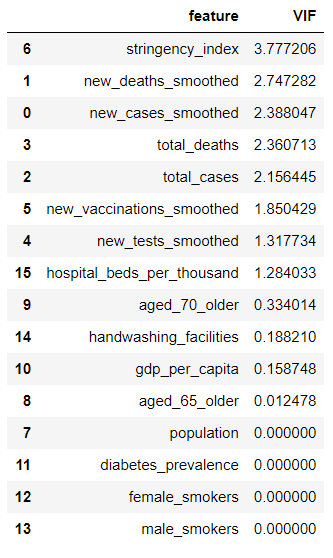 feature VIF
6 stringency_index 3.777206
1 new_deaths_smoothed 2.747282
0 new_cases_smoothed 2.388047
3 total_deaths 2.360713
2 total_cases 2.156445
5 new_vaccinations_smoothed 1.850429
4 new_tests_smoothed 1.317734
15 hospital_beds_per_thousand 1.284033
9 aged_70_older 0.334014
14 handwashing_facilities 0.188210
10 gdp_per_capita 0.158748
8 aged_65_older 0.012478
7 population 0.000000
11 diabetes_prevalence 0.000000
12 female_smokers 0.000000
13 male_smokers 0.000000